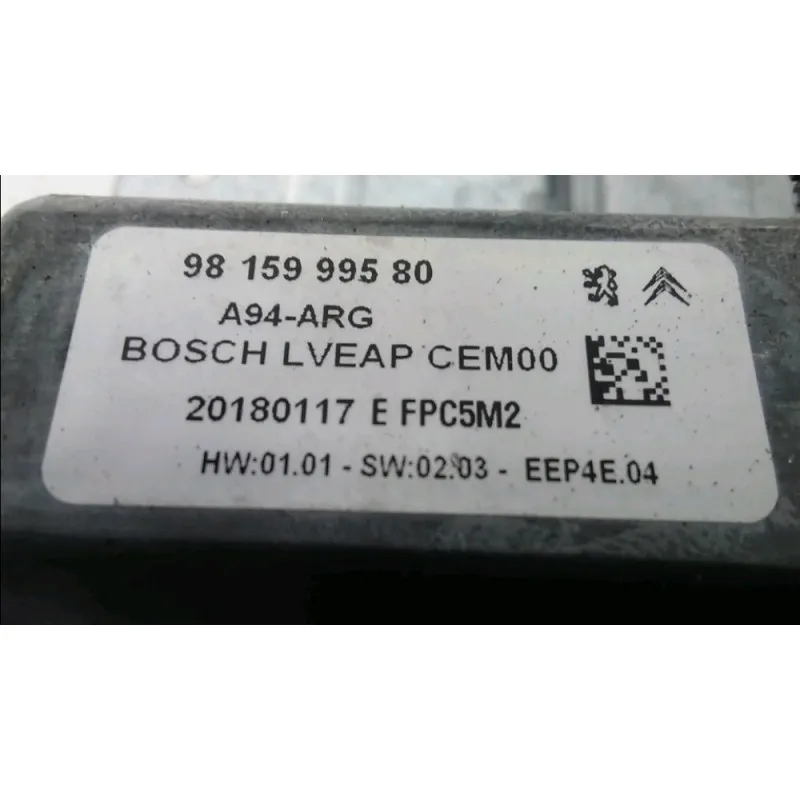 98 159 995 80
A94-ARG
BOSCH LVEAP CEM00
20180117 E FPC5M2
HW:01.01 - SW:02.03 - EEP4E.04